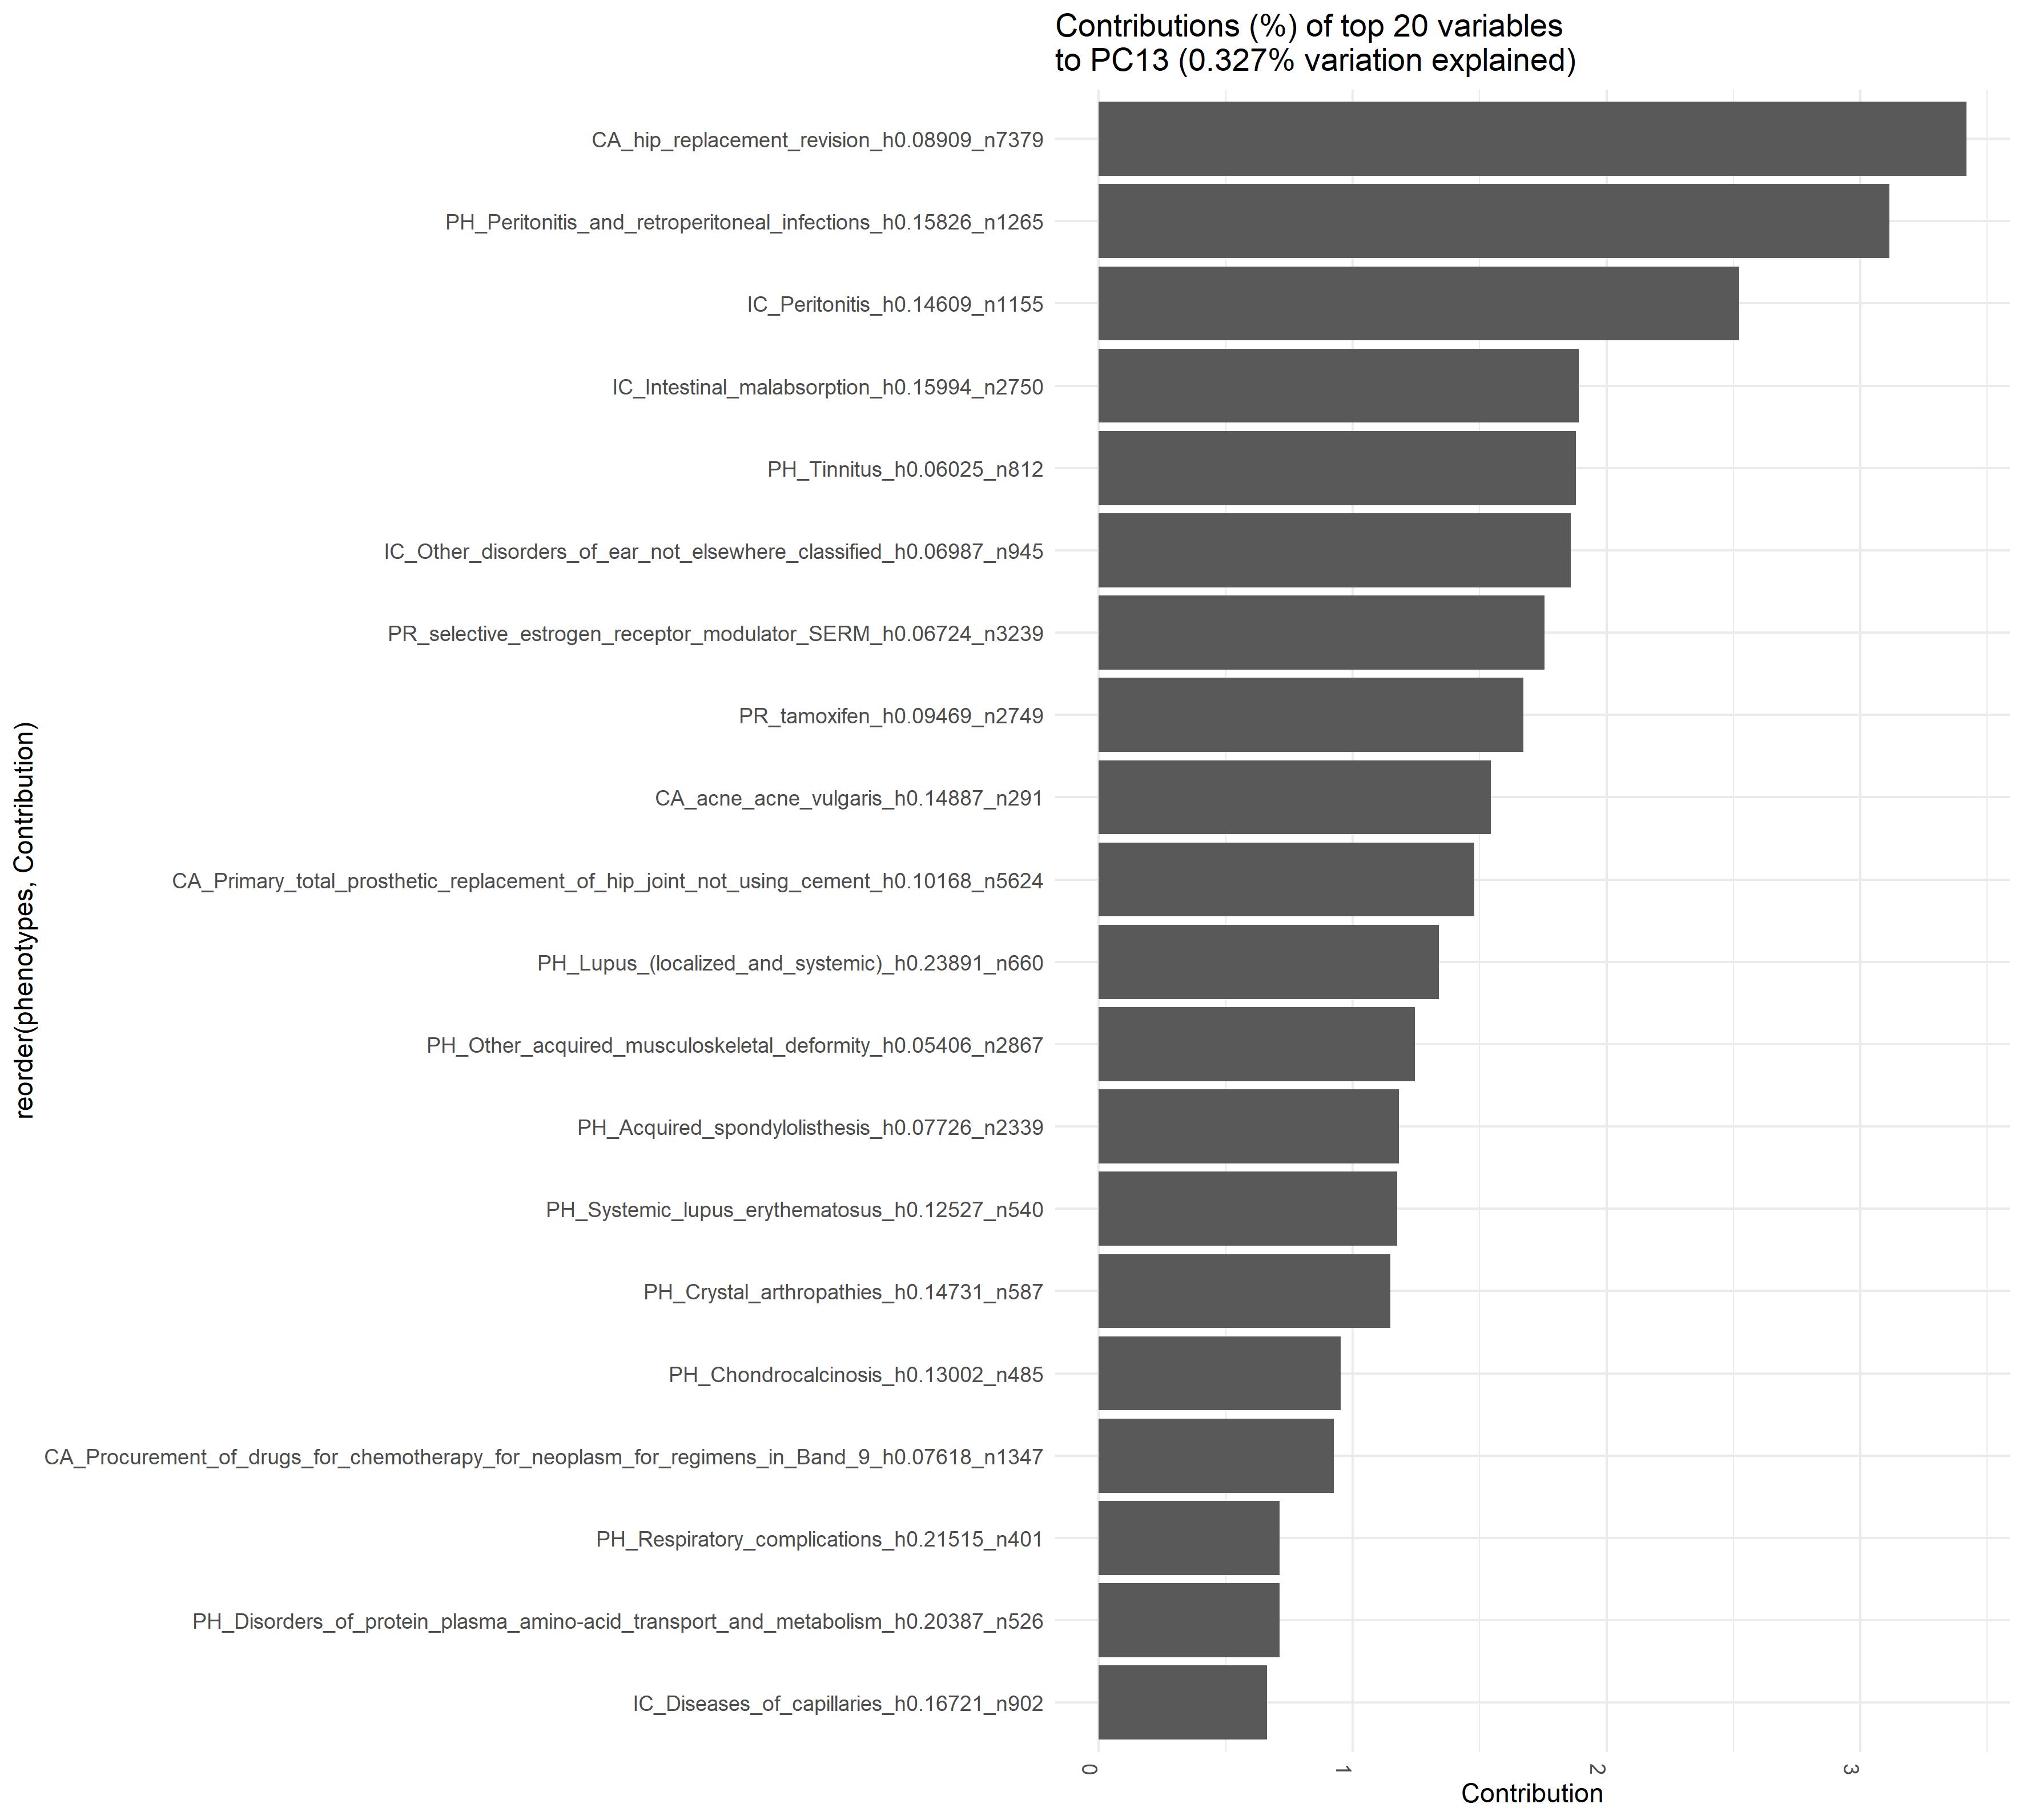 Contributions (%) of top 20 variables
to PC13 (0.327% variation explained)
CA_hip_replacement_revision_h0.08909_n7379
PH_Peritonitis_and_retroperitoneal_infections_h0.15826_n1265
IC_Peritonitis_h0.14609_n1155
IC_Intestinal_malabsorption_h0.15994_n2750
PH_Tinnitus_h0.06025_n812
IC_Other_disorders_of_ear_not_elsewhere_classified_h0.06987_n945
PR_selective_estrogen_receptor_modulator_SERM_h0.06724_n3239
PR_tamoxifen_h0.09469_n2749
CA_acne_acne_vulgaris_h0.14887_n291
CA_Primary_total_prosthetic_replacement_of_hip_joint_not_using_cement_h0.10168_n5624
PH_Lupus_(localized_and_systemic)_h0.23891_n660
PH_Other_acquired_musculoskeletal_deformity_h0.05406_n2867
PH_Acquired_spondylolisthesis_h0.07726_n2339
PH_Systemic_lupus_erythematosus_h0.12527_n540
PH_Crystal_arthropathies_h0.14731_n587
PH_Chondrocalcinosis_h0.13002_n485
CA_Procurement_of_drugs_for_chemotherapy_for_neoplasm_for_regimens_in_Band_9_h0.07618_n1347
PH_Respiratory_complications_h0.21515_n401
PH_Disorders_of_protein_plasma_amino-acid_transport_and_metabolism_h0.20387_n526
IC_Diseases_of_capillaries_h0.16721_n902
reorder(phenotypes, Contribution)
0 1 2 3
Contribution